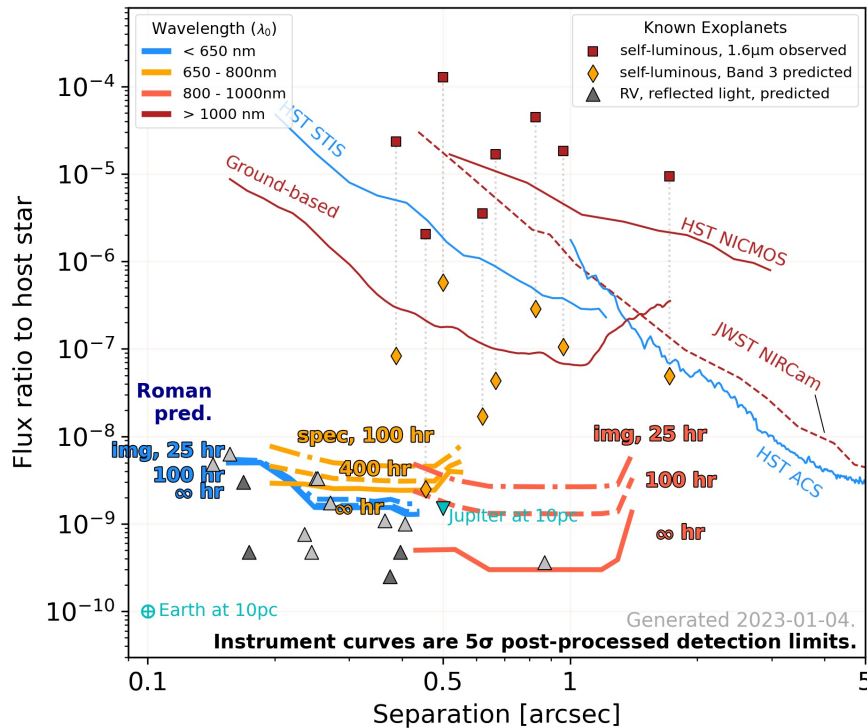 Wavelength (λ₀)
< 650 nm
650 - 800nm
800 - 1000nm
> 1000 nm
Known Exoplanets
self-luminous, 1.6μm observed
self-luminous, Band 3 predicted
RV, reflected light, predicted
Flux ratio to host star
10⁻⁴
10⁻⁵
10⁻⁶
10⁻⁷
10⁻⁸
10⁻⁹
10⁻¹⁰
HST STIS
Ground-based
HST NICMOS
JWST NIRCam
HST ACS
Roman
pred.
img, 25 hr
100 hr
∞ hr
spec, 100 hr
400 hr
∞ hr
img, 25 hr
100 hr
∞ hr
Jupiter at 10pc
Earth at 10pc
Generated 2023-01-04.
Instrument curves are 5σ post-processed detection limits.
0.1
0.5
1
5
Separation [arcsec]